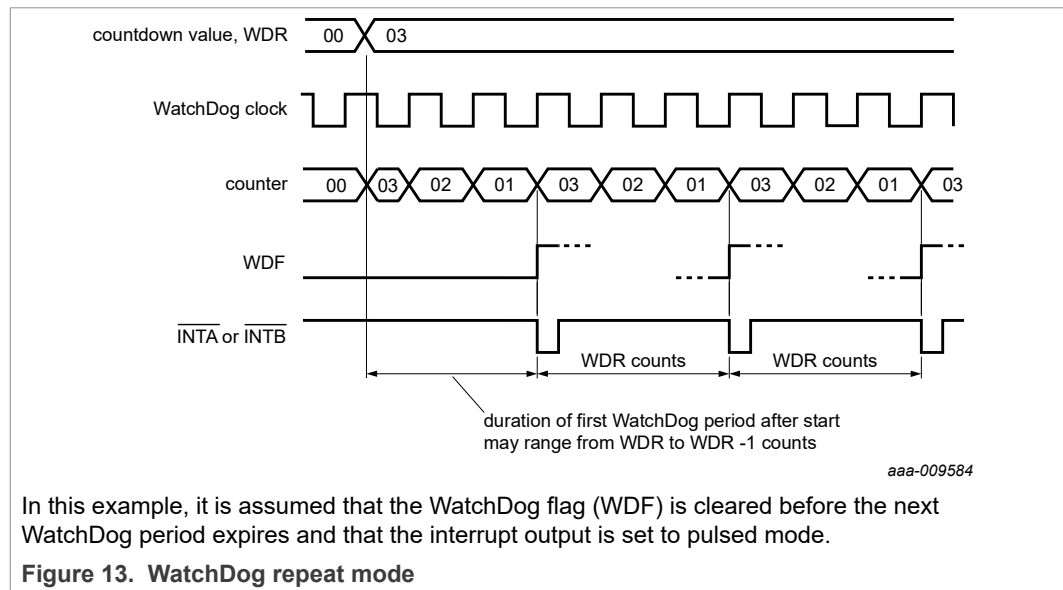 countdown value, WDR 00 03
WatchDog clock
counter 00 03 02 01 03 02 01 03 02 01 03
WDF
INTA or INTB
WDR counts WDR counts
duration of first WatchDog period after start
may range from WDR to WDR -1 counts
aaa-009584
In this example, it is assumed that the WatchDog flag (WDF) is cleared before the next
WatchDog period expires and that the interrupt output is set to pulsed mode.
Figure 13. WatchDog repeat mode